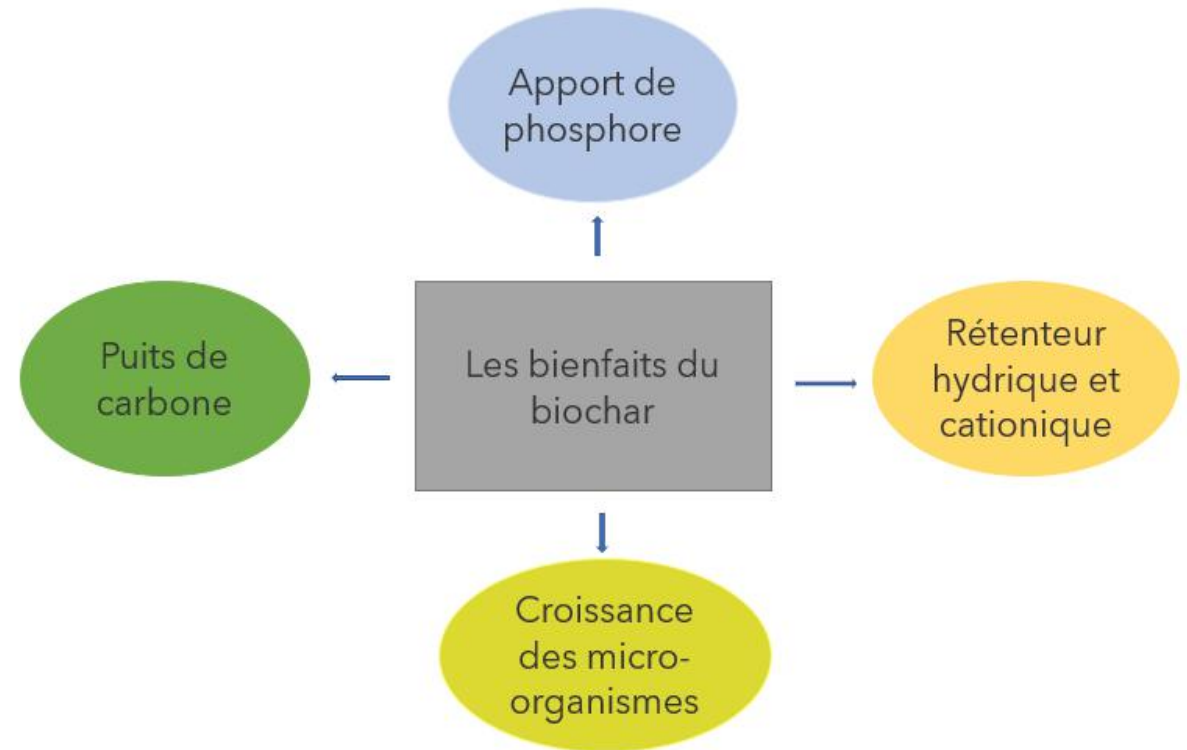 Apport de
phosphore
Puits de
carbone
Les bienfaits du
biochar
Rétenteur
hydrique et
cationique
Croissance
des micro-
organismes